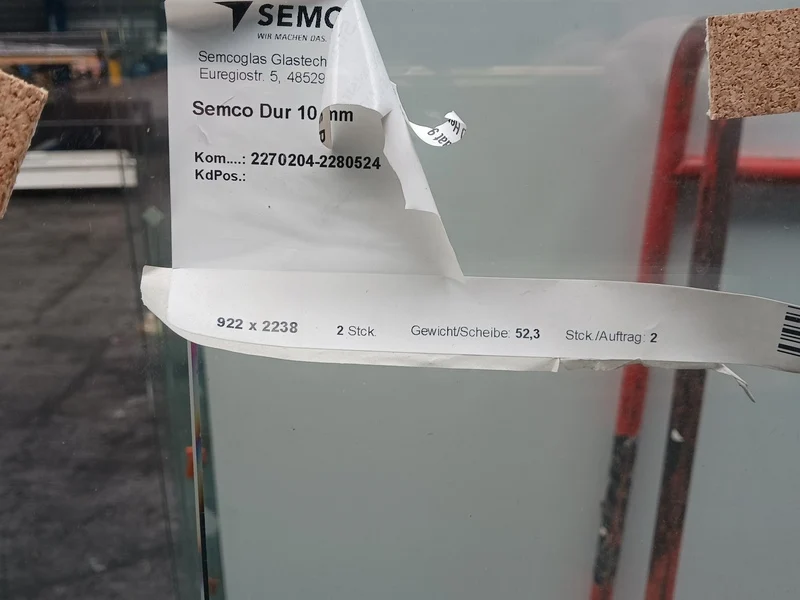 SEMC
WIR MACHEN DAS.
Semcoglas Glastech
Euregiostr. 5, 48529
Semco Dur 10 mm
Kom....: 2270204-2280524
KdPos.:
922 x 2238 2 Stck. Gewicht/Scheibe: 52,3 Stck./Auftrag: 2